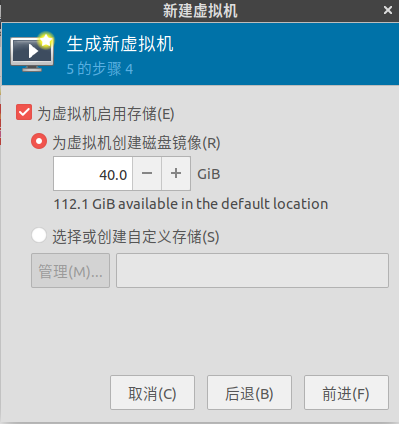 新建虚拟机
生成新虚拟机
5 的步骤 4
为虚拟机启用存储(E)
为虚拟机创建磁盘镜像(R)
40.0 − + GiB
112.1 GiB available in the default location
选择或创建自定义存储(S)
管理(M)...
取消(C) 后退(B) 前进(F)